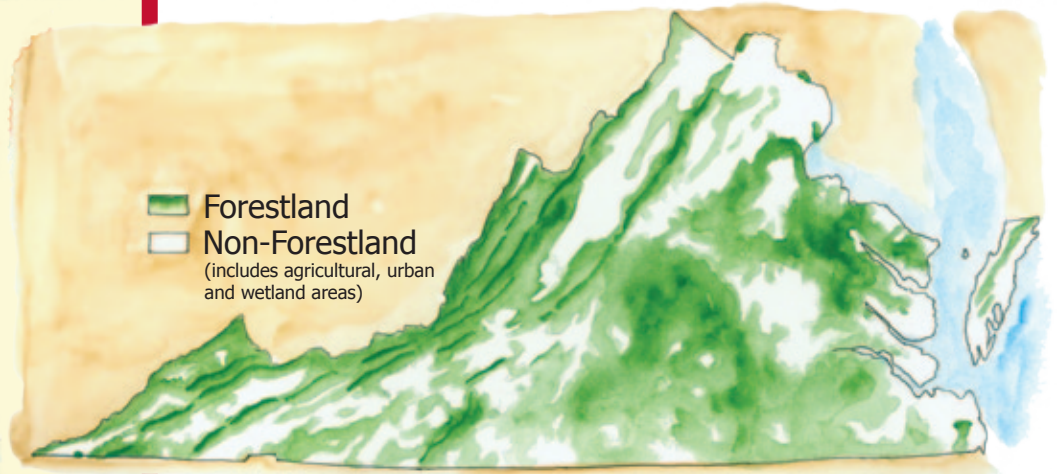 Forestland
Non-Forestland
(includes agricultural, urban
and wetland areas)